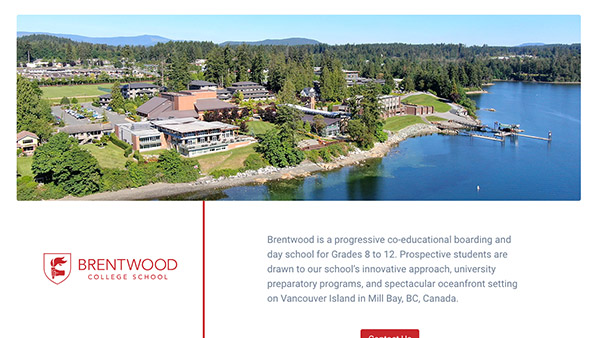 BRENTWOOD
COLLEGE SCHOOL
Brentwood is a progressive co-educational boarding and
day school for Grades 8 to 12. Prospective students are
drawn to our school's innovative approach, university
preparatory programs, and spectacular oceanfront setting
on Vancouver Island in Mill Bay, BC, Canada.
Contact Us